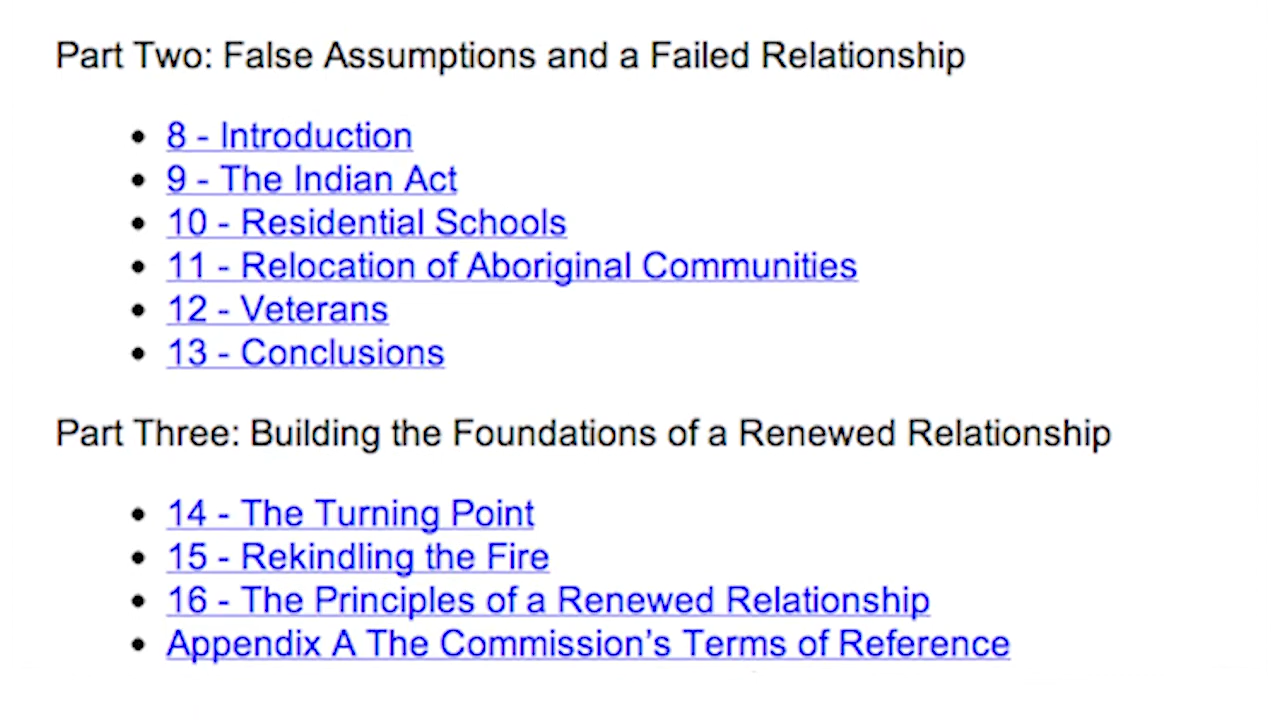 Part Two: False Assumptions and a Failed Relationship
• 8 - Introduction
• 9 - The Indian Act
• 10 - Residential Schools
• 11 - Relocation of Aboriginal Communities
• 12 - Veterans
• 13 - Conclusions
Part Three: Building the Foundations of a Renewed Relationship
• 14 - The Turning Point
• 15 - Rekindling the Fire
• 16 - The Principles of a Renewed Relationship
• Appendix A The Commission’s Terms of Reference